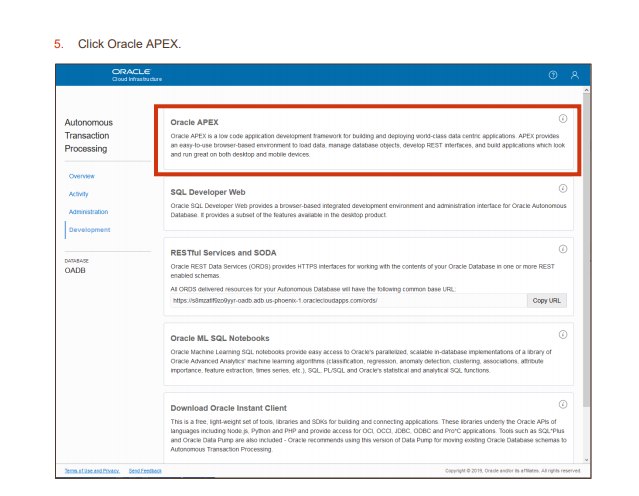 5. Click Oracle APEX.
ORACLE
Cloud Infrastructure
Autonomous
Transaction
Processing
Overview
Activity
Administration
Development
DATABASE
OADB
Oracle APEX
Oracle APEX is a low code application development framework for building and deploying world-class data centric applications. APEX provides
an easy-to-use browser-based environment to load data, manage database objects, develop REST interfaces, and build applications which look
and run great on both desktop and mobile devices.
SQL Developer Web
Oracle SQL Developer Web provides a browser-based integrated development environment and administration interface for Oracle Autonomous
Database. It provides a subset of the features available in the desktop product.
RESTful Services and SODA
Oracle REST Data Services (ORDS) provides HTTPS interfaces for working with the contents of your Oracle Database in one or more REST
enabled schemas.
All ORDS delivered resources for your Autonomous Database will have the following common base URL:
Copy URL
Oracle ML SQL Notebooks
Oracle Machine Learning SQL notebooks provide easy access to Oracle's parallelized, scalable in-database implementations of a library of
Oracle Advanced Analytics' machine learning algorithms (classification, regression, anomaly detection, clustering, associations, attribute
importance, feature extraction, times series, etc.), SQL, PL/SQL and Oracle's statistical and analytical SQL functions.
Download Oracle Instant Client
This is a free, light-weight set of tools, libraries and SDKs for building and connecting applications. These libraries underly the Oracle APIs of
languages including Node.js, Python and PHP and provide access for OCI, OCCI, JDBC, ODBC and Pro*C applications. Tools such as SQL*Plus
and Oracle Data Pump are also included - Oracle recommends using this version of Data Pump for moving existing Oracle Database schemas to
Autonomous Transaction Processing.
Terms of Use and Privacy Send Feedback
Copyright © 2019, Oracle and/or its affiliates. All rights reserved.